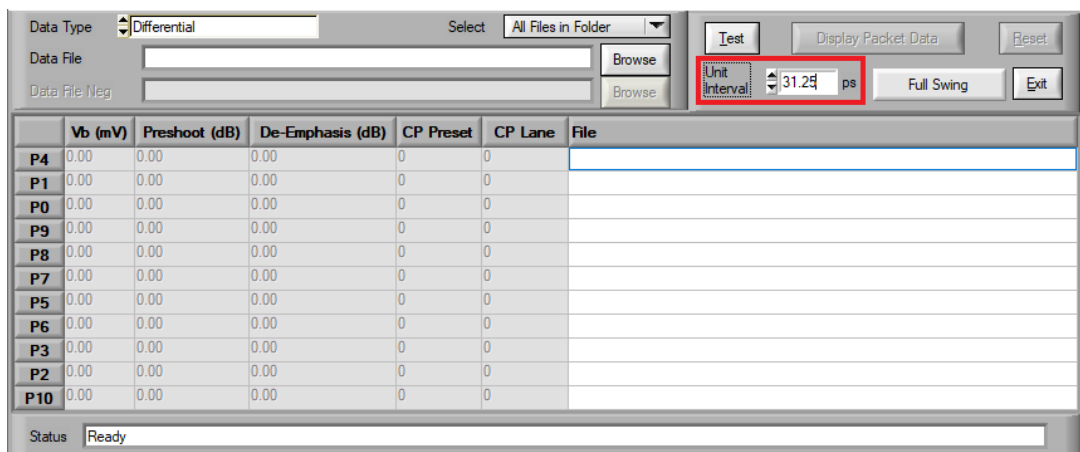 Data Type Differential Select All Files in Folder
Test Display Packet Data Reset
Data File Browse
Unit Interval 31.25 ps Full Swing Exit
Data File Neg Browse
Vb (mV) Preshoot (dB) De-Emphasis (dB) CP Preset CP Lane File
P4 0.00 0.00 0.00 0 0
P1 0.00 0.00 0.00 0 0
P0 0.00 0.00 0.00 0 0
P9 0.00 0.00 0.00 0 0
P8 0.00 0.00 0.00 0 0
P7 0.00 0.00 0.00 0 0
P5 0.00 0.00 0.00 0 0
P6 0.00 0.00 0.00 0 0
P3 0.00 0.00 0.00 0 0
P2 0.00 0.00 0.00 0 0
P10 0.00 0.00 0.00 0 0
Status Ready